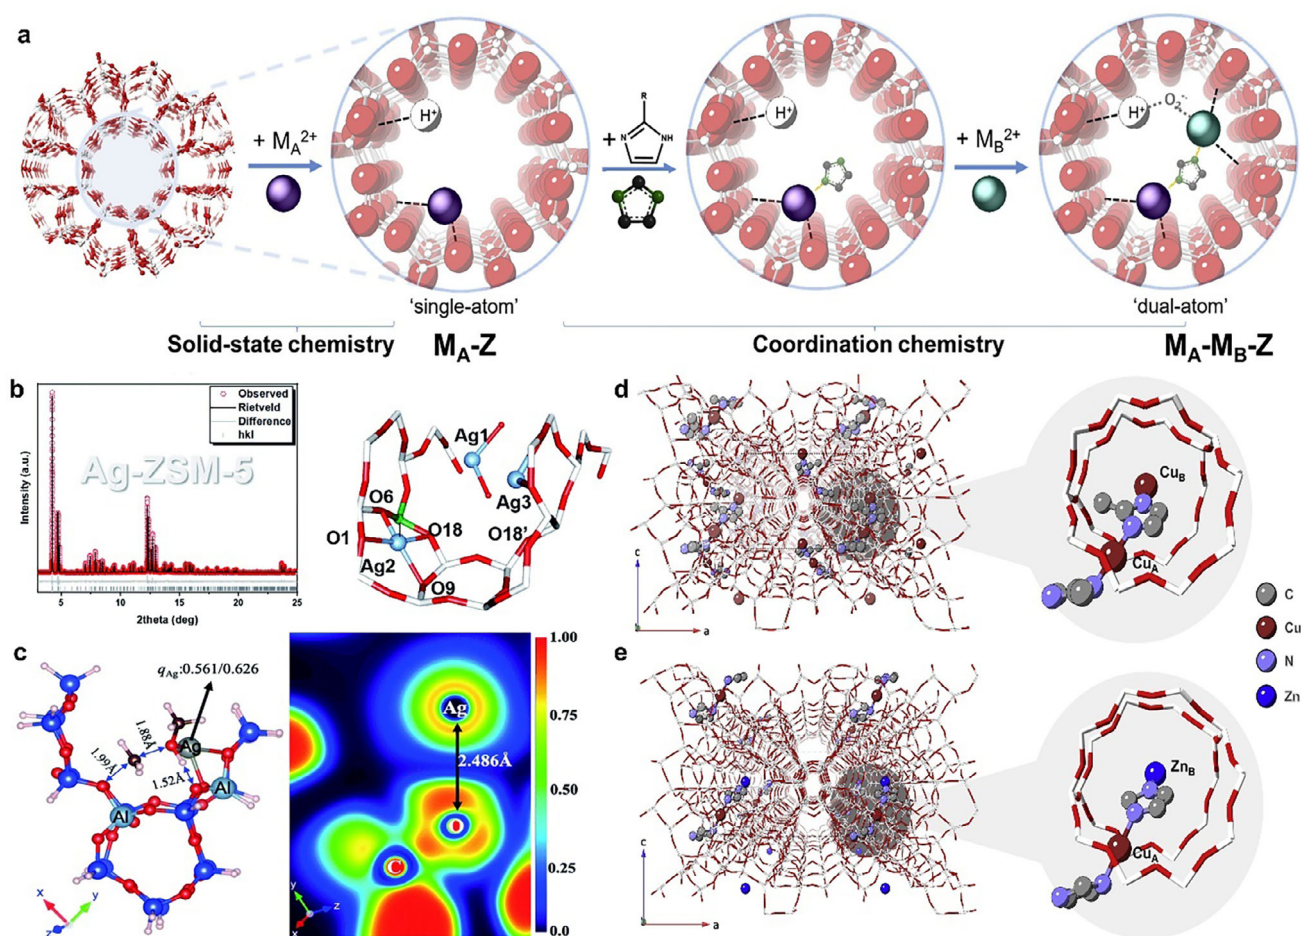 a
+ M_A^2+
H+
'single-atom'
+
R
N
NH
H+
+ M_B^2+
H+
O2•-
'dual-atom'
Solid-state chemistry
M_A-Z
Coordination chemistry
M_A-M_B-Z
b
Intensity (a.u.)
Observed
Rietveld
Difference
hkl
Ag-ZSM-5
5 10 15 20 25
2theta (deg)
Ag1
Ag3
O6
O1
O18
O18'
Ag2
O9
c
q_Ag:0.561/0.626
1.88Å
1.99Å
1.52Å
Ag
Al
Al
x
y
z
Ag
2.486Å
O
C
y
z
x
1.00
0.75
0.50
0.25
0.0
d
c
a
Cu_B
Cu_A
C
Cu
N
Zn
e
c
a
Zn_B
Cu_A